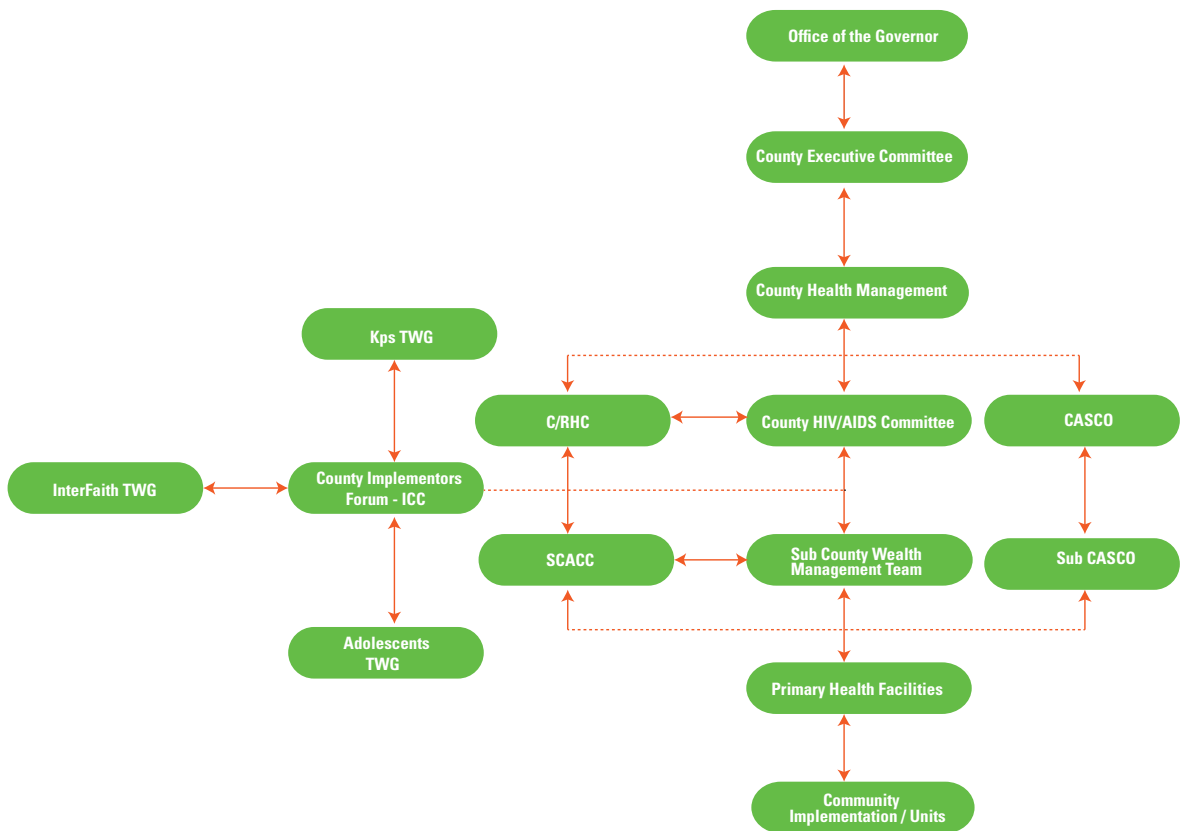 Office of the Governor
County Executive Committee
County Health Management
Kps TWG
C/RHC
County HIV/AIDS Committee
CASCO
InterFaith TWG
County Implementors
Forum - ICC
SCACC
Sub County Wealth
Management Team
Sub CASCO
Adolescents
TWG
Primary Health Facilities
Community
Implementation / Units